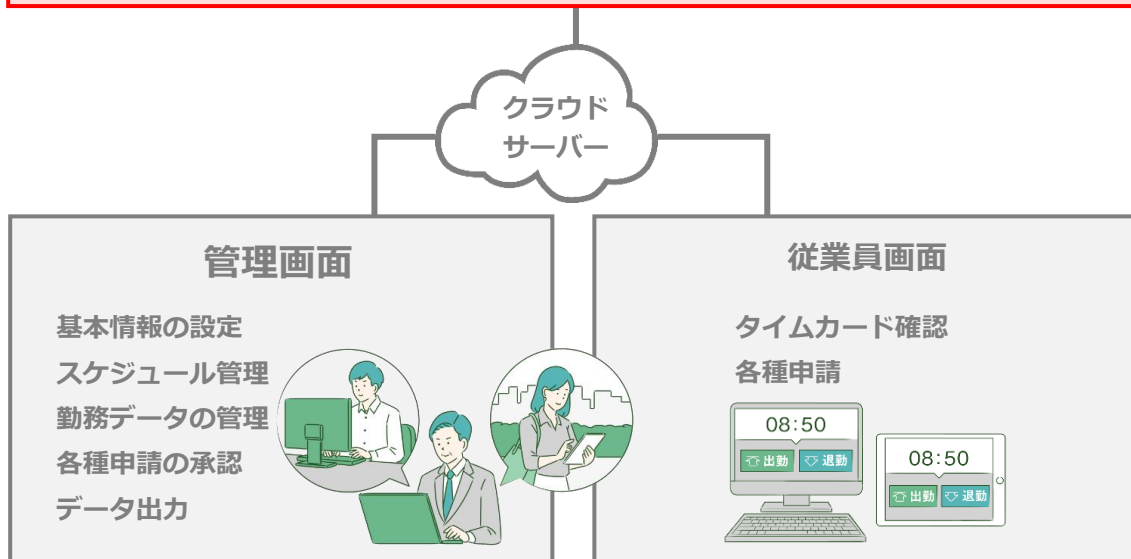 クラウド
サーバー
管理画面
基本情報の設定
スケジュール管理
勤務データの管理
各種申請の承認
データ出力
従業員画面
タイムカード確認
各種申請
08:50
出勤 退勤
08:50
出勤 退勤